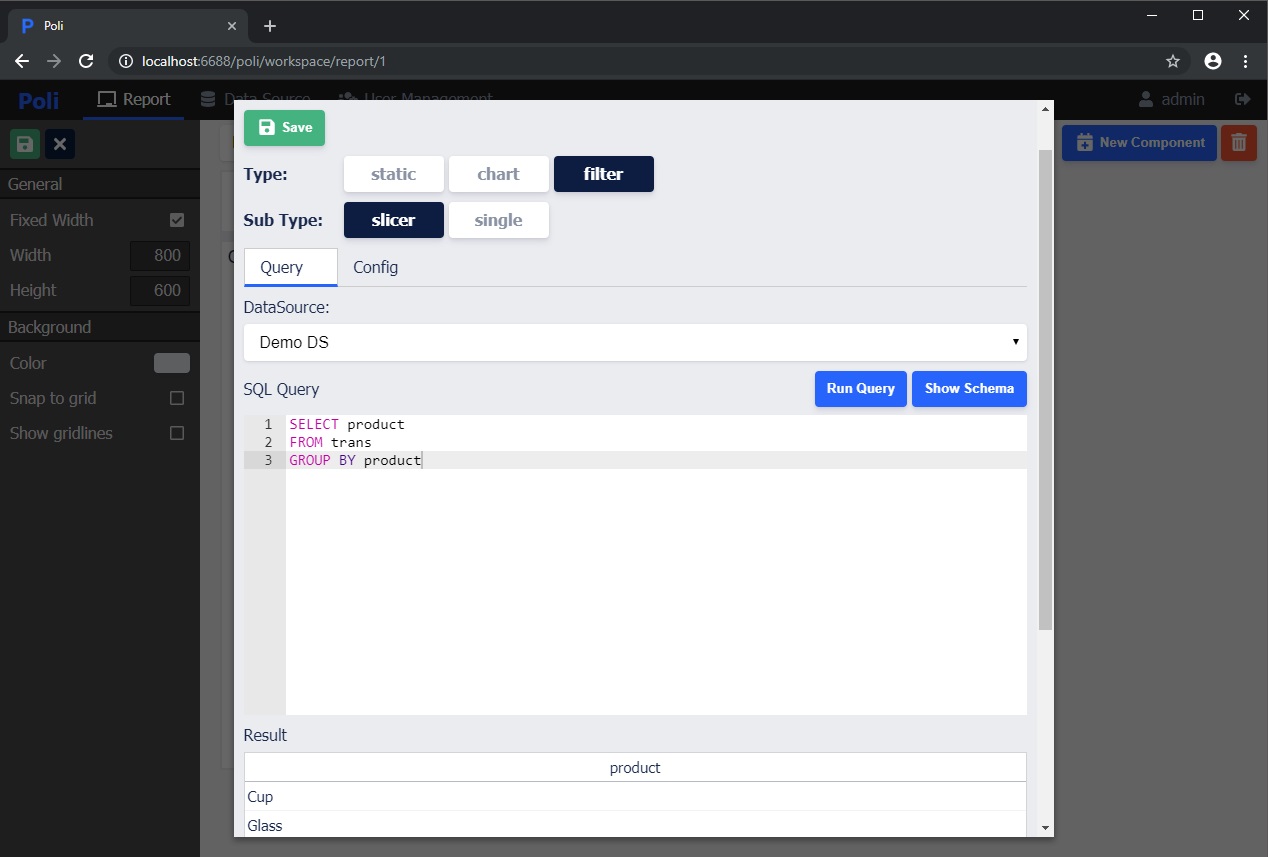 Poli
localhost:6688/poli/workspace/report/1
Poli
Report
Data Source
User Management
admin
New Component
General
Fixed Width
Width 800
Height 600
Background
Color
Snap to grid
Show gridlines
Save
Type: static chart filter
Sub Type: slicer single
Query Config
DataSource:
Demo DS
SQL Query Run Query Show Schema
1 SELECT product
2 FROM trans
3 GROUP BY product
Result
product
Cup
Glass